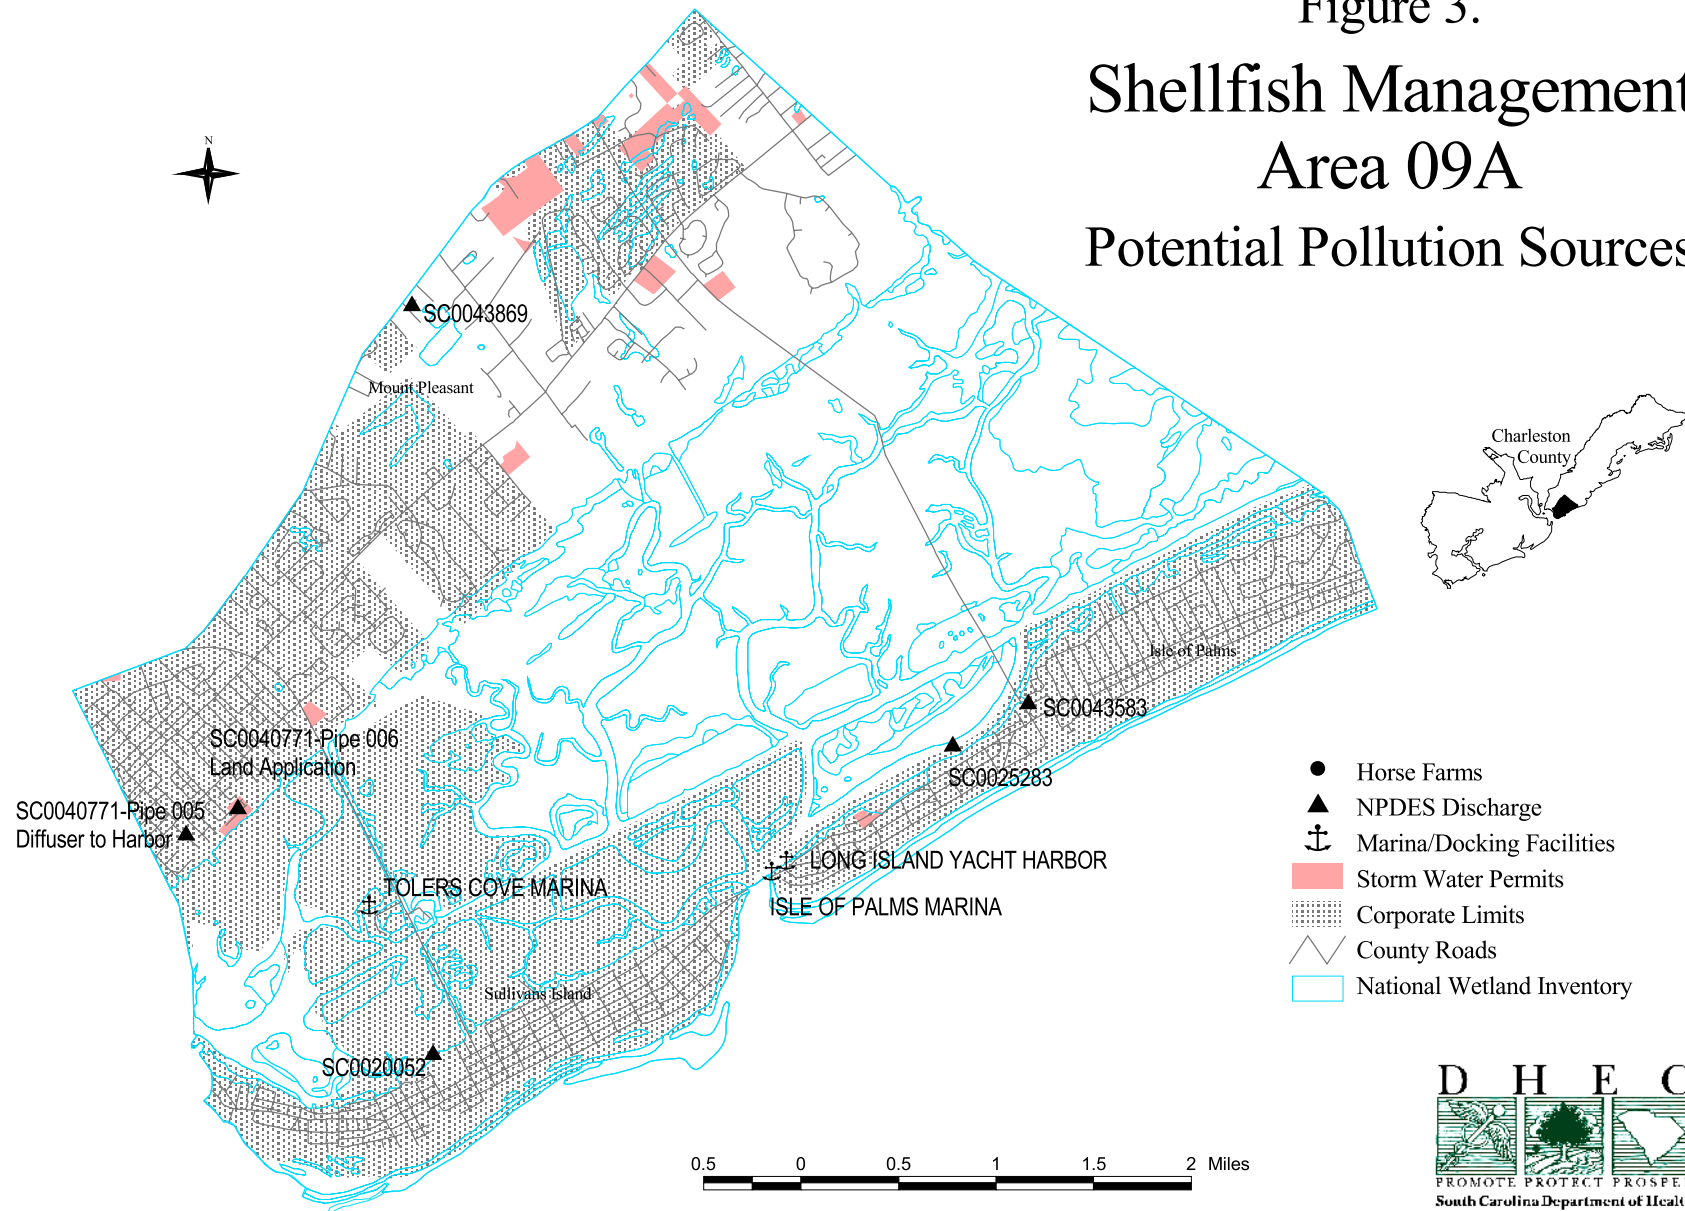 Figure 3.
Shellfish Management
Area 09A
Potential Pollution Sources
N
SC0043869
Mount Pleasant
Charleston
County
Isle of Palms
SC0043583
SC0025283
SC0040771-Pipe 006
Land Application
SC0040771-Pipe 005
Diffuser to Harbor
LONG ISLAND YACHT HARBOR
TOLERS COVE MARINA
ISLE OF PALMS MARINA
Sullivans Island
SC0020052
Horse Farms
NPDES Discharge
Marina/Docking Facilities
Storm Water Permits
Corporate Limits
County Roads
National Wetland Inventory
0.5 0 0.5 1 1.5 2 Miles
D H E C
PROMOTE PROTECT PROSPE
South Carolina Department of Healt